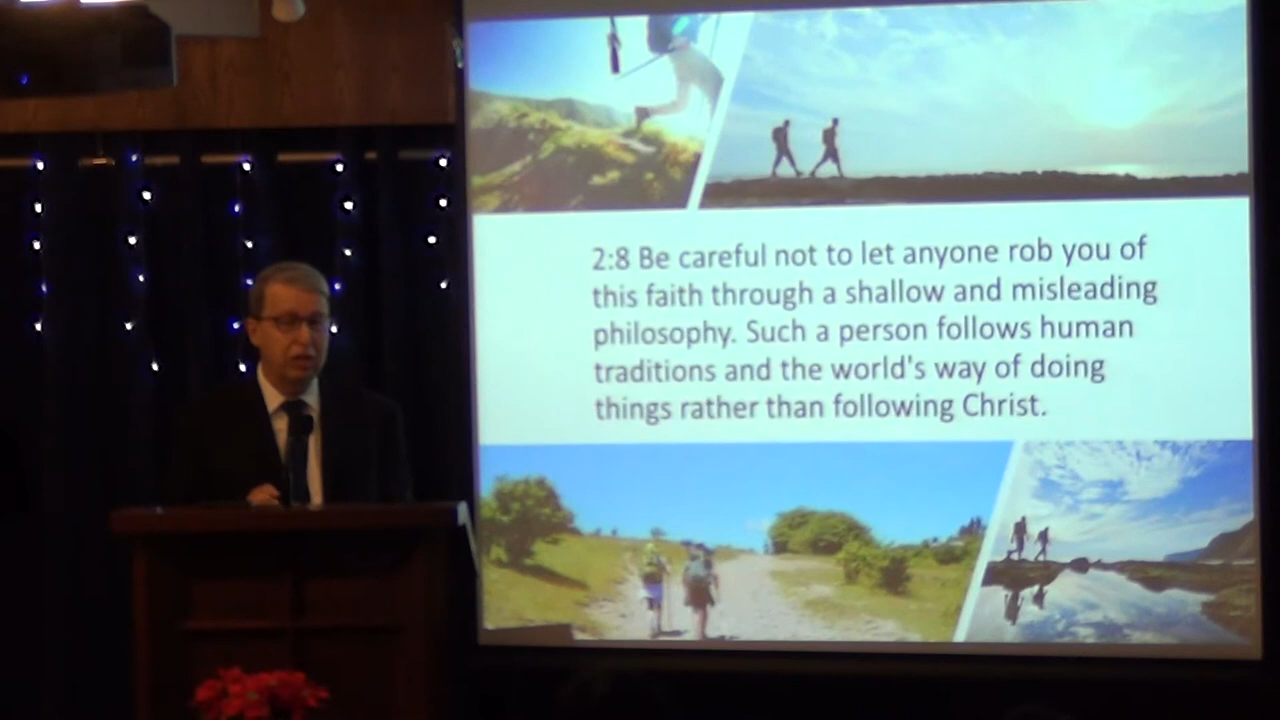 2:8 Be careful not to let anyone rob you of
this faith through a shallow and misleading
philosophy. Such a person follows human
traditions and the world's way of doing
things rather than following Christ.